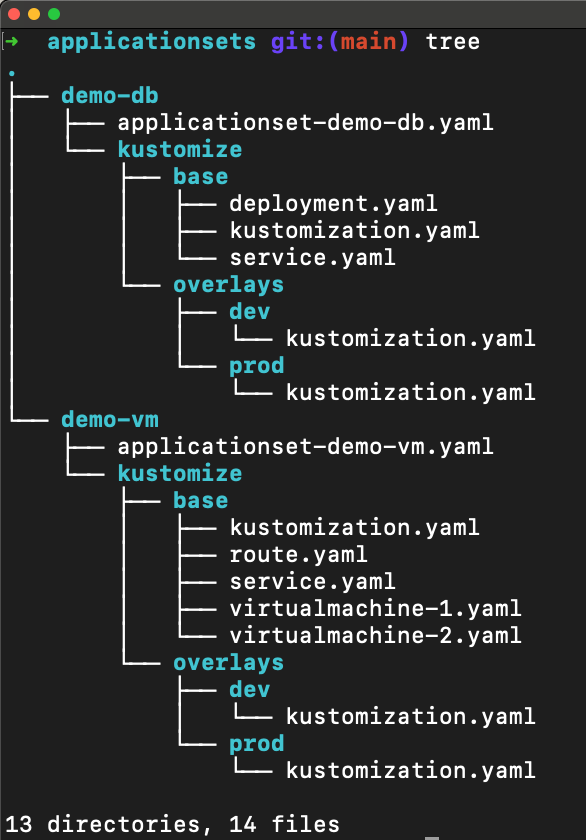 ➜  applicationsets git:(main) tree
.
├── demo-db
│   ├── applicationset-demo-db.yaml
│   └── kustomize
│       ├── base
│       │   ├── deployment.yaml
│       │   ├── kustomization.yaml
│       │   └── service.yaml
│       └── overlays
│           ├── dev
│           │   └── kustomization.yaml
│           └── prod
│               └── kustomization.yaml
└── demo-vm
    ├── applicationset-demo-vm.yaml
    └── kustomize
        ├── base
        │   ├── kustomization.yaml
        │   ├── route.yaml
        │   ├── service.yaml
        │   ├── virtualmachine-1.yaml
        │   └── virtualmachine-2.yaml
        └── overlays
            ├── dev
            │   └── kustomization.yaml
            └── prod
                └── kustomization.yaml

13 directories, 14 files